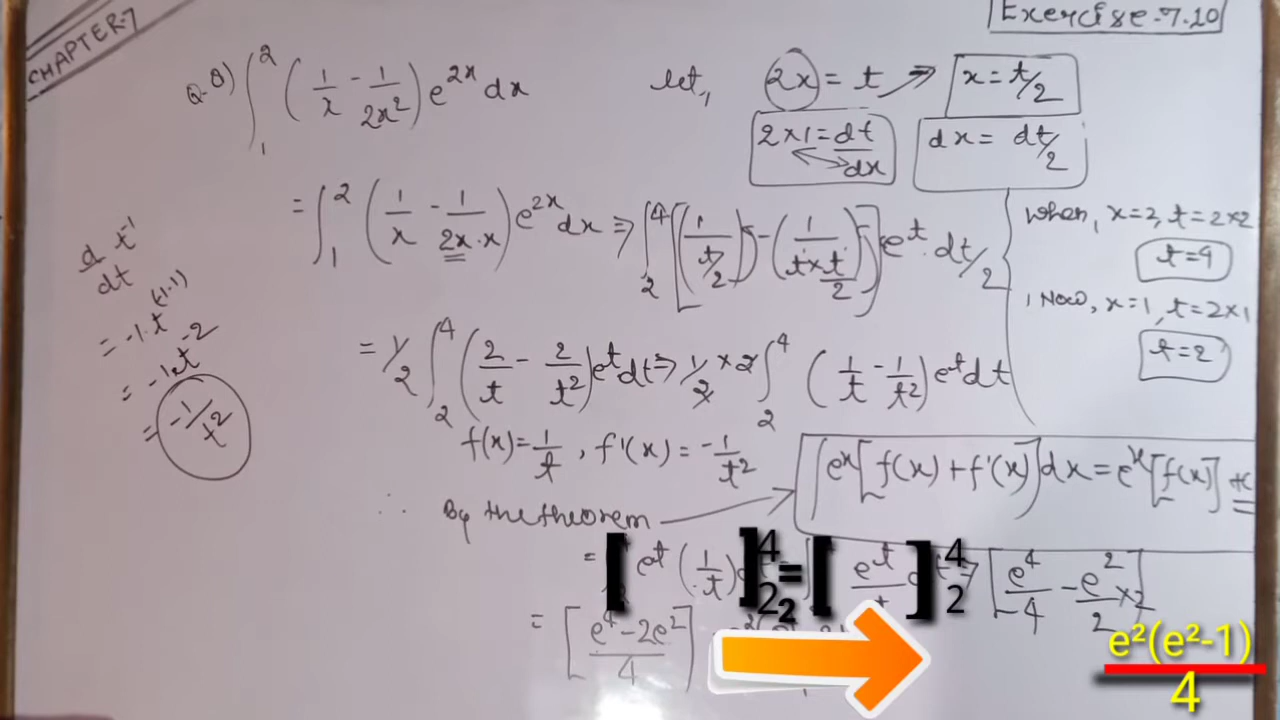 CHAPTER-7
Exercise-7.10
Q.8) ∫₁² (1/x - 1/2x²) e^2x dx
let, 2x = t ⇒ x = t/2
2×1 = dt/dx
dx = dt/2
= ∫₁² (1/x - 1/2x.x) e^2x dx ⇒ ∫₂⁴ [(1/t/2) - (1/t×t/2)] e^t . dt/2
When, x=2, t=2×2
t=4
Now, x=1, t=2×1
t=2
d/dt t^-1
= -1.t^(-1-1)
= -1.t^-2
= -1/t²
= 1/2 ∫₂⁴ (2/t - 2/t²) e^t dt ⇒ 1/2 × 2 ∫₂⁴ (1/t - 1/t²) e^t dt
f(x)=1/t , f'(x) = -1/t²
∫e^x [f(x) + f'(x)] dx = e^x [f(x)] +c
∴ By the theorem
= [e^t (1/t) ]₂⁴ = [e^t/t ]₂⁴ ⇒ [e⁴/4 - e²/2 ×2]
= [e⁴-2e²/4]
e²(e²-1)/4